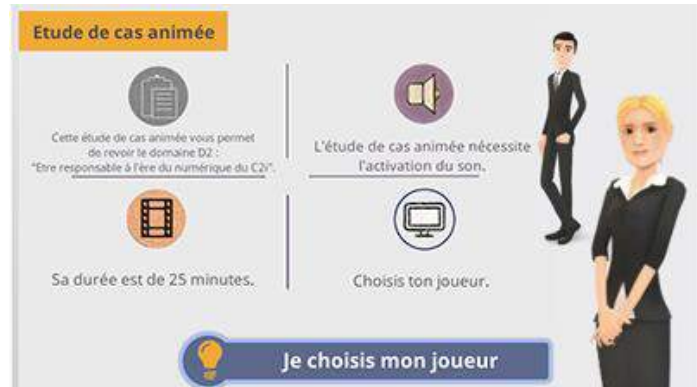 Etude de cas animée
Cette étude de cas animée vous permet
de revoir le domaine D2 :
"Etre responsable à l'ère du numérique du C2i".
L'étude de cas animée nécessite
l'activation du son.
Sa durée est de 25 minutes.
Choisis ton joueur.
Je choisis mon joueur